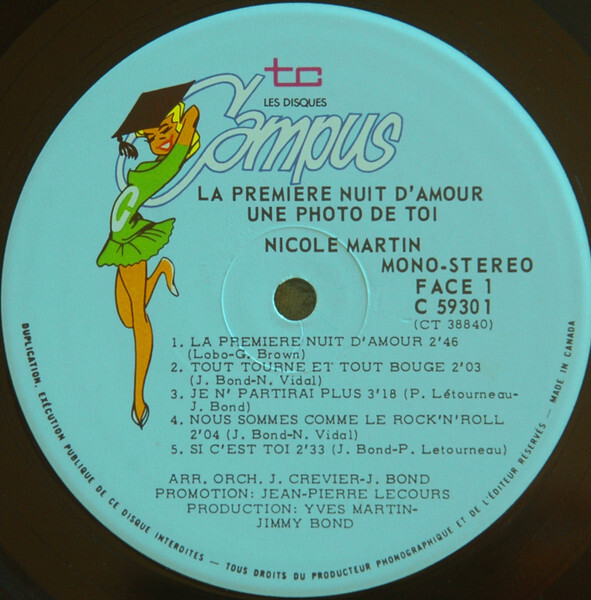 tc
LES DISQUES
Campus
C
LA PREMIERE NUIT D'AMOUR
UNE PHOTO DE TOI
NICOLE MARTIN
MONO-STEREO
FACE 1
C 59301
(CT 38840)
1. LA PREMIERE NUIT D'AMOUR 2'46
(Lobo-G. Brown)
2. TOUT TOURNE ET TOUT BOUGE 2'03
(J. Bond-N. Vidal)
3. JE N' PARTIRAI PLUS 3'18 (P. Létourneau-
J. Bond)
4. NOUS SOMMES COMME LE ROCK'N'ROLL
2'04 (J. Bond-N. Vidal)
5. SI C'EST TOI 2'33 (J. Bond-P. Letourneau)
ARR. ORCH. J. CREVIER-J. BOND
PROMOTION: JEAN-PIERRE LECOURS
PRODUCTION: YVES MARTIN-
JIMMY BOND
DUPLICATION, EXÉCUTION PUBLIQUE DE CE DISQUE INTERDITES – TOUS DROITS DU PRODUCTEUR PHONOGRAPHIQUE ET DE L'ÉDITEUR RÉSERVÉS – MADE IN CANADA